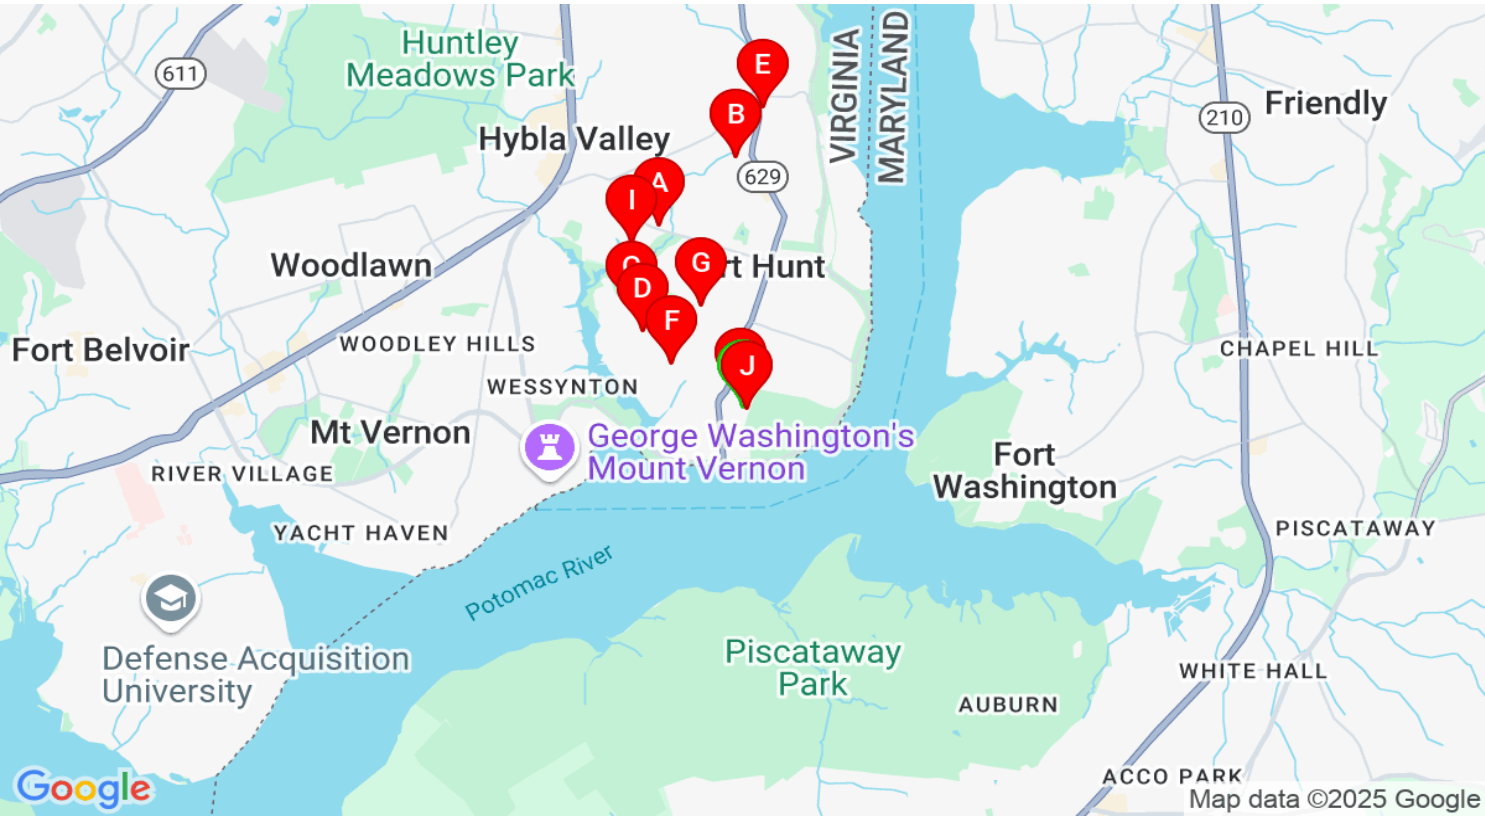 Huntley
Meadows Park
611
E
Friendly
210
B
VIRGINIA
MARYLAND
Hybla Valley
629
A
I
Woodlawn
G
rt Hunt
D
F
Fort Belvoir
WOODLEY HILLS
CHAPEL HILL
J
WESSYNTON
Mt Vernon
George Washington's
Mount Vernon
RIVER VILLAGE
Fort
Washington
YACHT HAVEN
PISCATAWAY
Potomac River
Defense Acquisition
University
Piscataway
Park
WHITE HALL
AUBURN
ACCO PARK
Google
Map data ©2025 Google